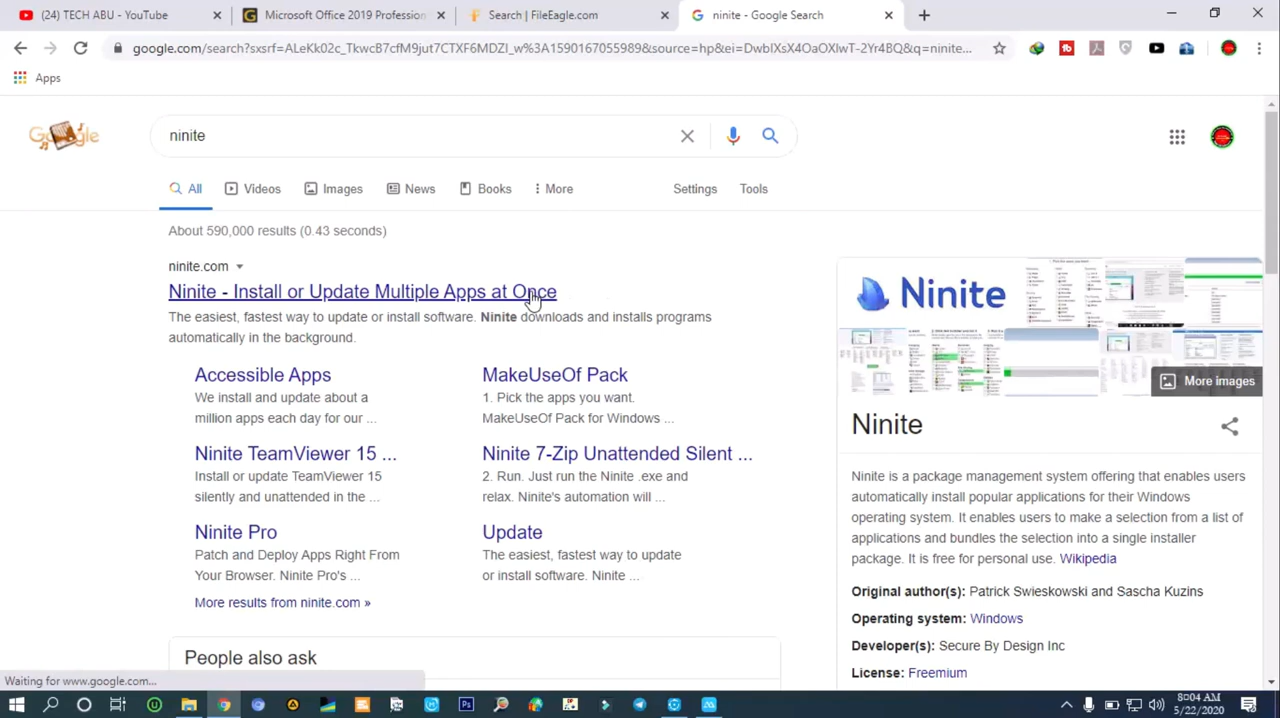 (24) TECH ABU - YouTube
Microsoft Office 2019 Profession
Search | FileEagle.com
ninite - Google Search
google.com/search?sxsrf=ALeKk02c_TkwB7cfM9jut7CTXF6MDZI_w%3A1590167055989&source=hp&ei=DwbIXsX4OaOXlwT-2Yr4BQ&q=ninite...
Apps
ninite
All
Videos
Images
News
Books
More
Settings
Tools
About 590,000 results (0.43 seconds)
ninite.com
Ninite - Install or Update Multiple Apps at Once
The easiest, fastest way to update or install software. Ninite downloads and installs programs
automatically in the background.
Accessible Apps
We install and update about a
million apps each day for our ...
MakeUseOf Pack
1. Pick the apps you want.
MakeUseOf Pack for Windows ...
Ninite TeamViewer 15 ...
Install or update TeamViewer 15
silently and unattended in the ...
Ninite 7-Zip Unattended Silent ...
2. Run. Just run the Ninite .exe and
relax. Ninite's automation will ...
Ninite Pro
Patch and Deploy Apps Right From
Your Browser. Ninite Pro's ...
Update
The easiest, fastest way to update
or install software. Ninite ...
More results from ninite.com »
People also ask
Ninite
More Images
Ninite
Ninite is a package management system offering that enables users
automatically install popular applications for their Windows
operating system. It enables users to make a selection from a list of
applications and bundles the selection into a single installer
package. It is free for personal use. Wikipedia
Original author(s): Patrick Swieskowski and Sascha Kuzins
Operating system: Windows
Developer(s): Secure By Design Inc
License: Freemium
Waiting for www.google.com...
8:04 AM
5/22/2020